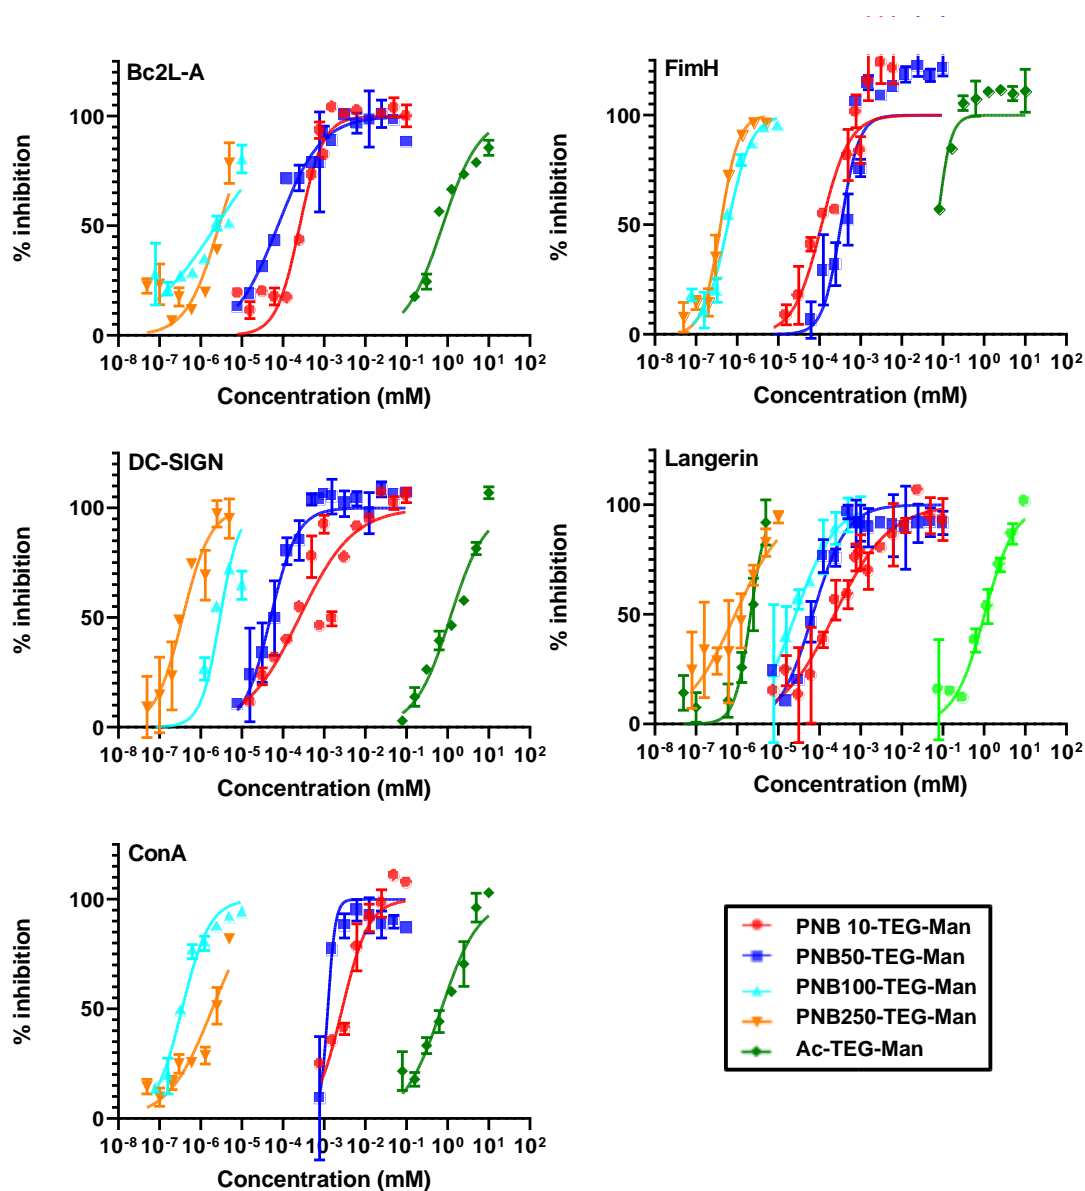 Bc2L-A
% inhibition
100
50
0
10-8 10-7 10-6 10-5 10-4 10-3 10-2 10-1 100 101 102
Concentration (mM)
FimH
% inhibition
100
50
0
10-8 10-7 10-6 10-5 10-4 10-3 10-2 10-1 100 101 102
Concentration (mM)
DC-SIGN
% inhibition
100
50
0
10-8 10-7 10-6 10-5 10-4 10-3 10-2 10-1 100 101 102
Concentration (mM)
Langerin
% inhibition
100
50
0
10-8 10-7 10-6 10-5 10-4 10-3 10-2 10-1 100 101 102
Concentration (mM)
ConA
% inhibition
100
50
0
10-8 10-7 10-6 10-5 10-4 10-3 10-2 10-1 100 101 102
Concentration (mM)
PNB 10-TEG-Man
PNB50-TEG-Man
PNB100-TEG-Man
PNB250-TEG-Man
Ac-TEG-Man